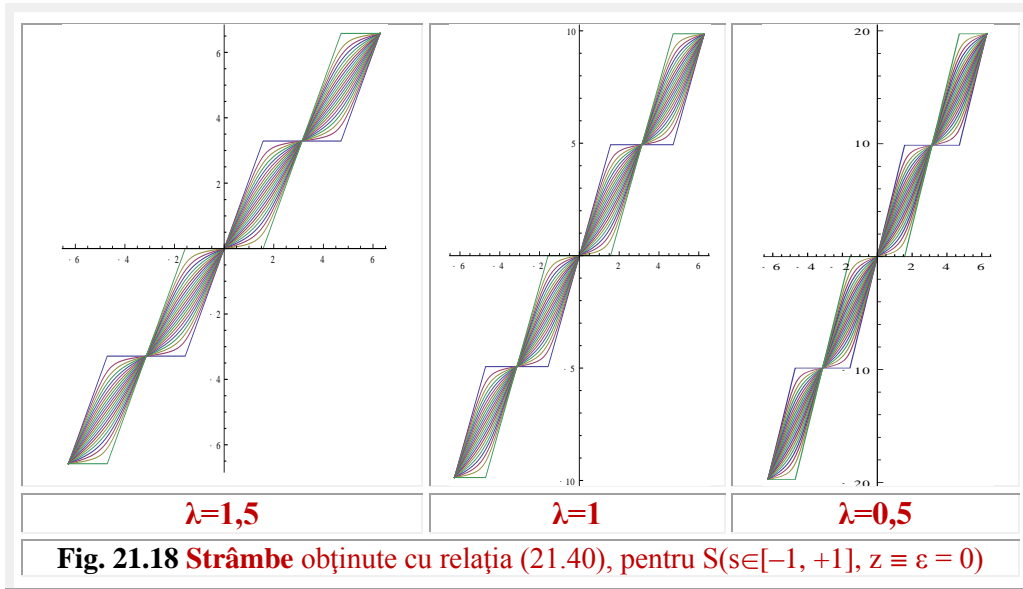 6
4
2
- 6 - 4 - 2 2 4 6
- 2
- 4
- 6
10
5
- 6 - 4 - 2 2 4 6
- 5
- 10
20
10
- 6 - 4 - 2 2 4 6
- 10
- 20
λ=1,5 λ=1 λ=0,5
Fig. 21.18 Strâmbe obţinute cu relaţia (21.40), pentru S(s∈[–1, +1], z ≡ ε = 0)